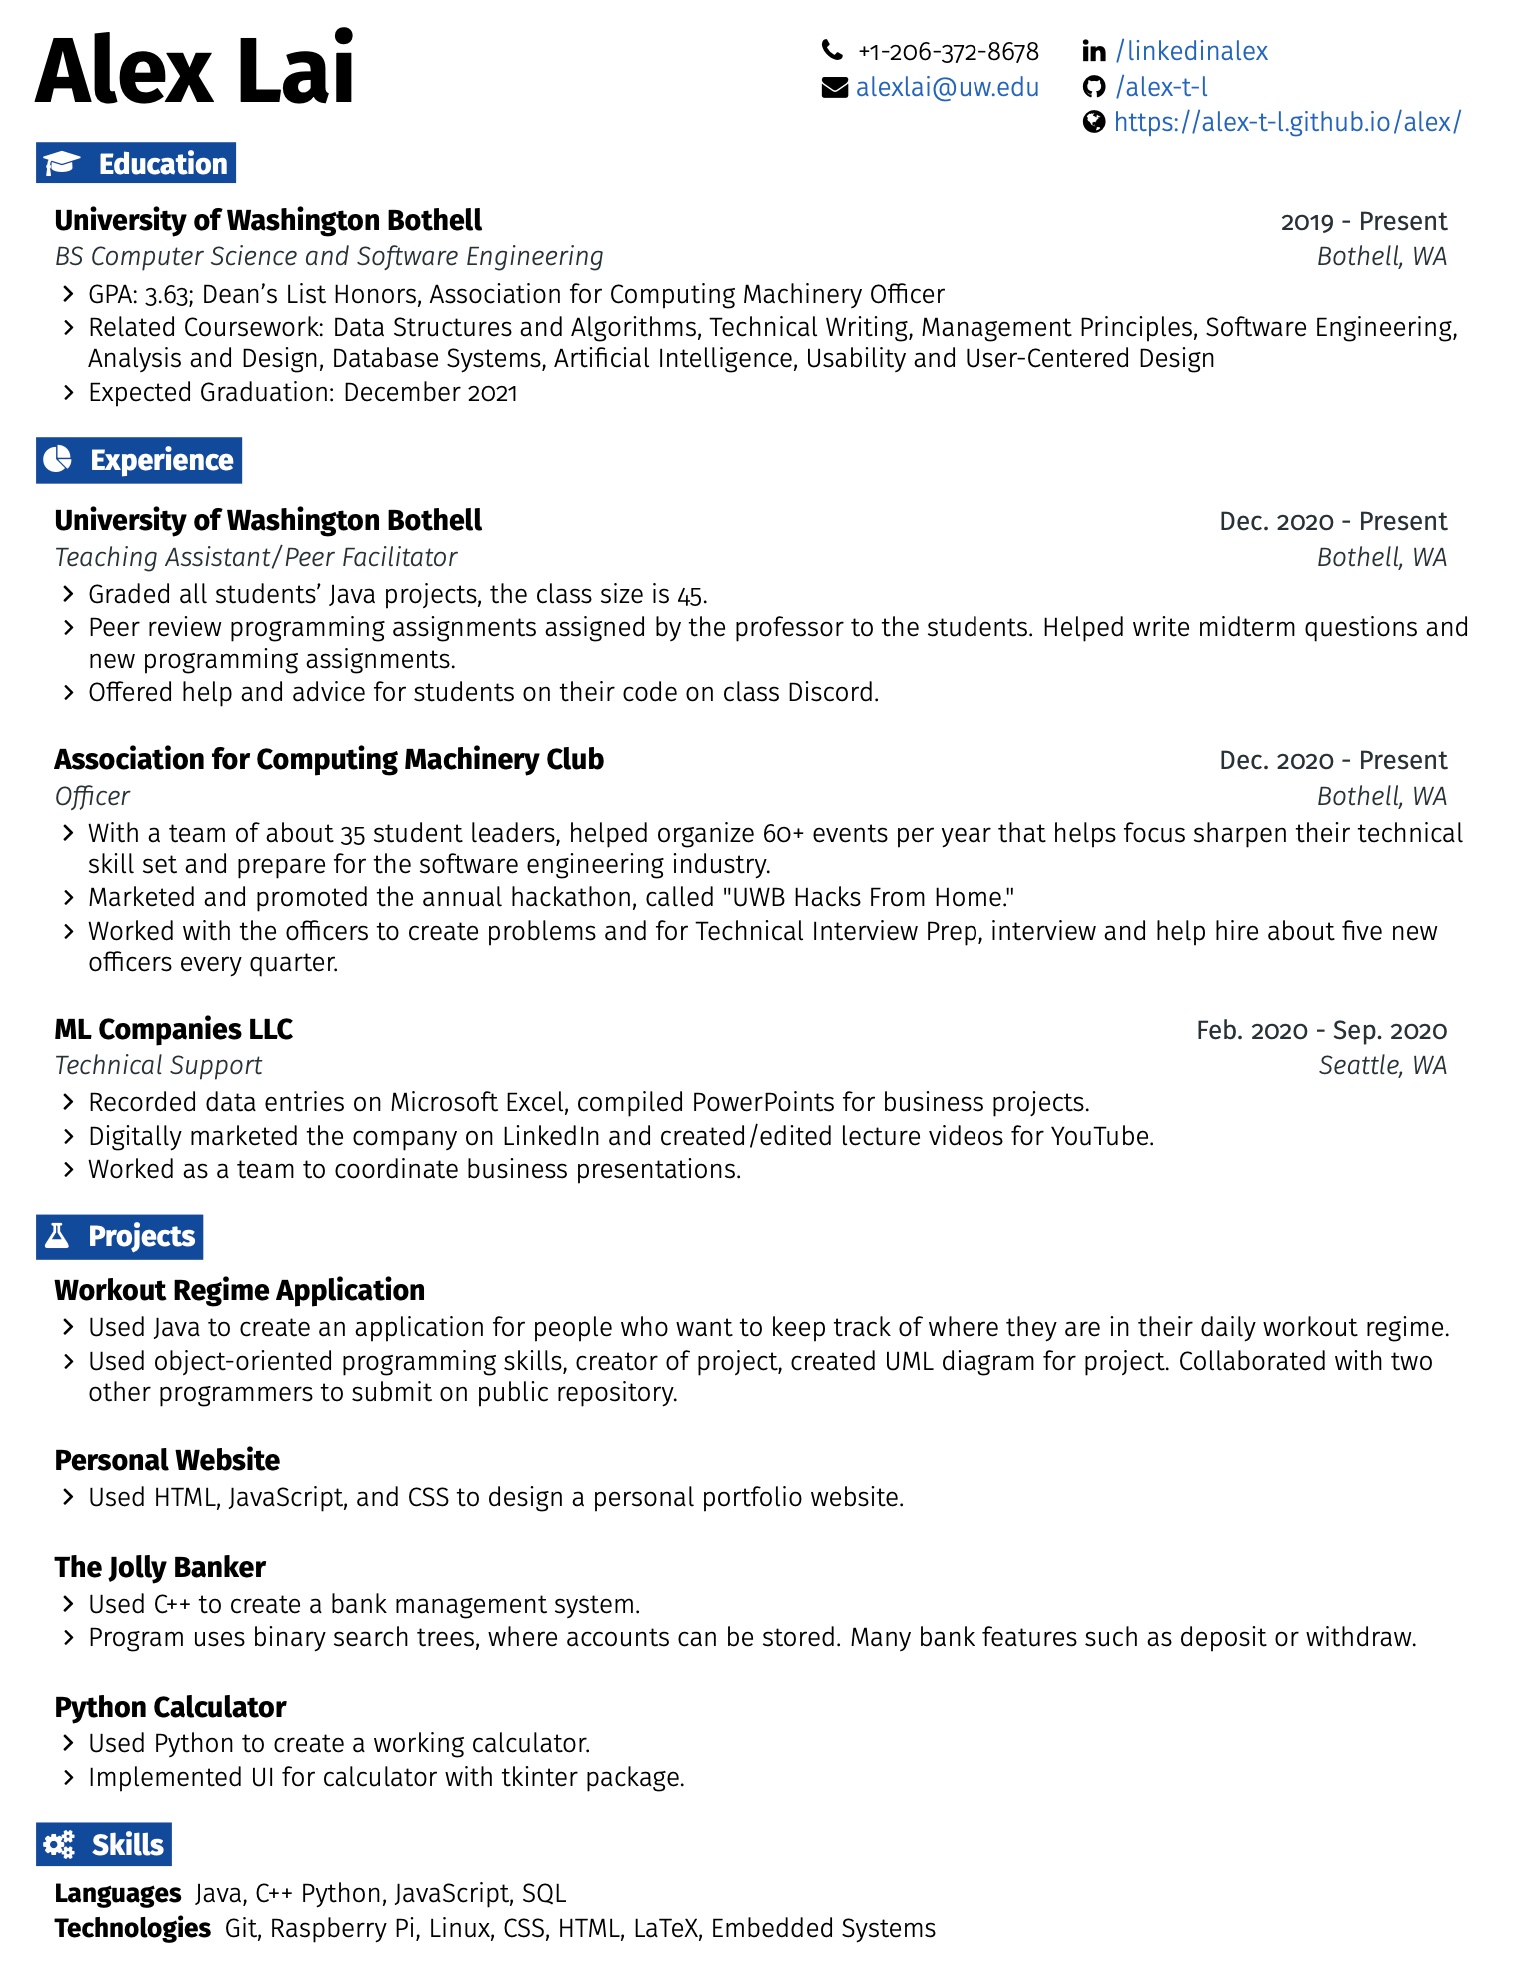 Alex Lai
+1-206-372-8678
alexlai@uw.edu
/linkedinalex
/alex-t-l
https://alex-t-l.github.io/alex/
Education
University of Washington Bothell 2019 - Present
BS Computer Science and Software Engineering Bothell, WA
GPA: 3.63; Dean’s List Honors, Association for Computing Machinery Officer
Related Coursework: Data Structures and Algorithms, Technical Writing, Management Principles, Software Engineering,
Analysis and Design, Database Systems, Artificial Intelligence, Usability and User-Centered Design
Expected Graduation: December 2021
Experience
University of Washington Bothell Dec. 2020 - Present
Teaching Assistant/Peer Facilitator Bothell, WA
Graded all students’ Java projects, the class size is 45.
Peer review programming assignments assigned by the professor to the students. Helped write midterm questions and
new programming assignments.
Offered help and advice for students on their code on class Discord.
Association for Computing Machinery Club Dec. 2020 - Present
Officer Bothell, WA
With a team of about 35 student leaders, helped organize 60+ events per year that helps focus sharpen their technical
skill set and prepare for the software engineering industry.
Marketed and promoted the annual hackathon, called "UWB Hacks From Home."
Worked with the officers to create problems and for Technical Interview Prep, interview and help hire about five new
officers every quarter.
ML Companies LLC Feb. 2020 - Sep. 2020
Technical Support Seattle, WA
Recorded data entries on Microsoft Excel, compiled PowerPoints for business projects.
Digitally marketed the company on LinkedIn and created/edited lecture videos for YouTube.
Worked as a team to coordinate business presentations.
Projects
Workout Regime Application
Used Java to create an application for people who want to keep track of where they are in their daily workout regime.
Used object-oriented programming skills, creator of project, created UML diagram for project. Collaborated with two
other programmers to submit on public repository.
Personal Website
Used HTML, JavaScript, and CSS to design a personal portfolio website.
The Jolly Banker
Used C++ to create a bank management system.
Program uses binary search trees, where accounts can be stored. Many bank features such as deposit or withdraw.
Python Calculator
Used Python to create a working calculator.
Implemented UI for calculator with tkinter package.
Skills
Languages Java, C++ Python, JavaScript, SQL
Technologies Git, Raspberry Pi, Linux, CSS, HTML, LaTeX, Embedded Systems